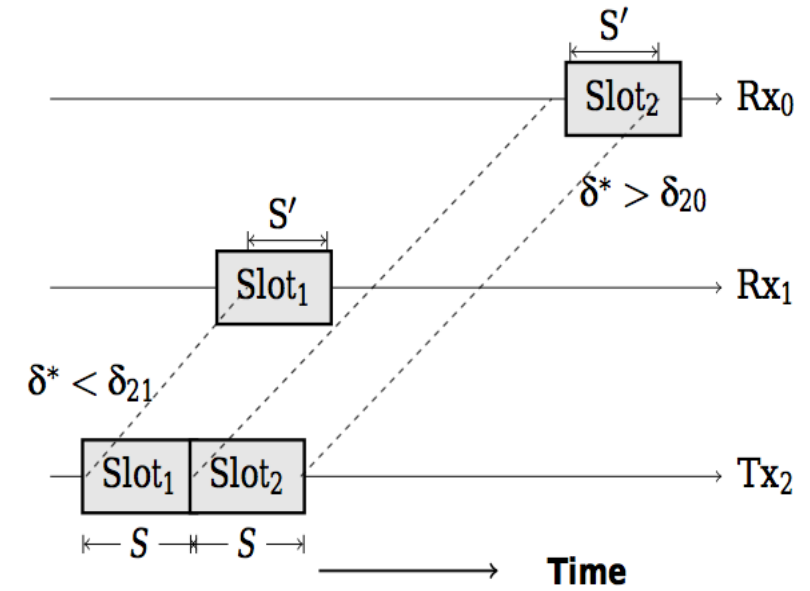 S′
Slot₂
Rx₀
δ* > δ₂₀
S′
Slot₁
Rx₁
δ* < δ₂₁
Slot₁
Slot₂
Tx₂
S
S
Time